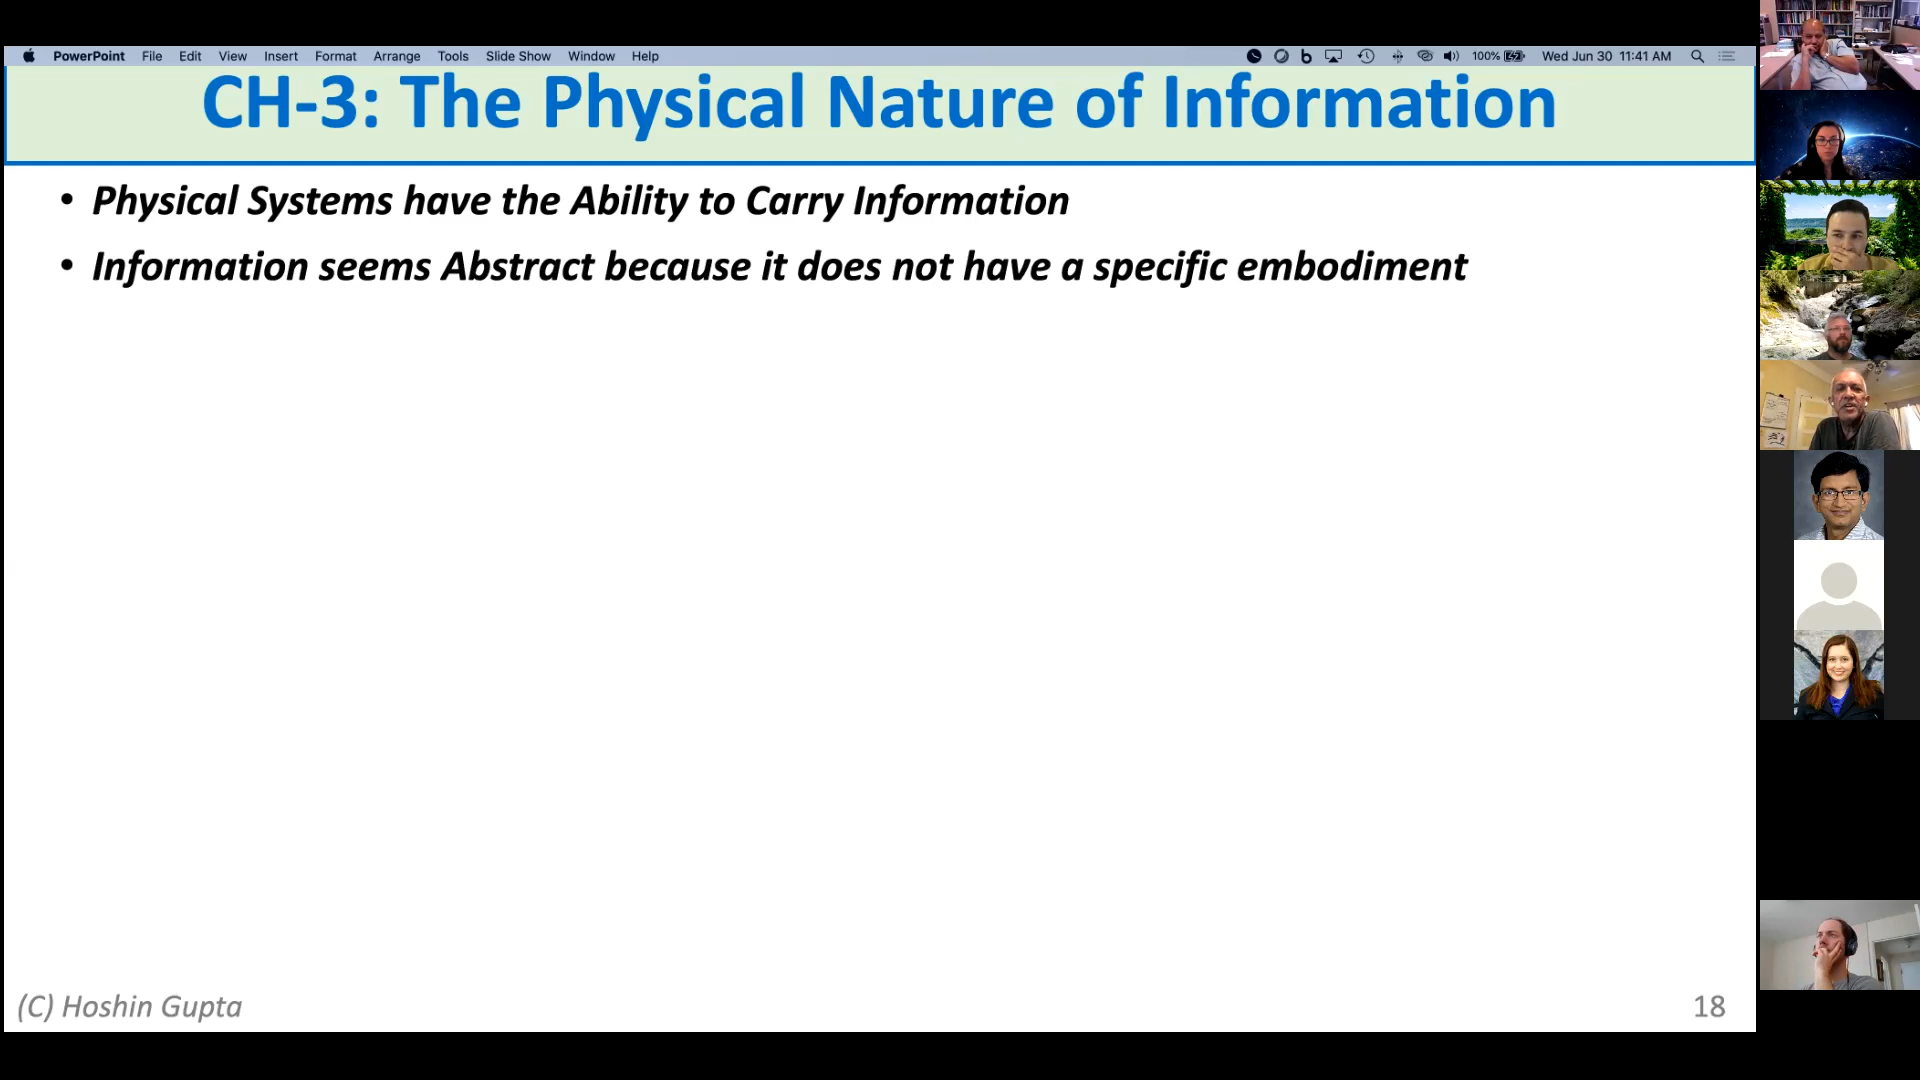 PowerPoint File Edit View Insert Format Arrange Tools Slide Show Window Help 100% Wed Jun 30 11:41 AM
CH-3: The Physical Nature of Information
• Physical Systems have the Ability to Carry Information
• Information seems Abstract because it does not have a specific embodiment
(C) Hoshin Gupta
18